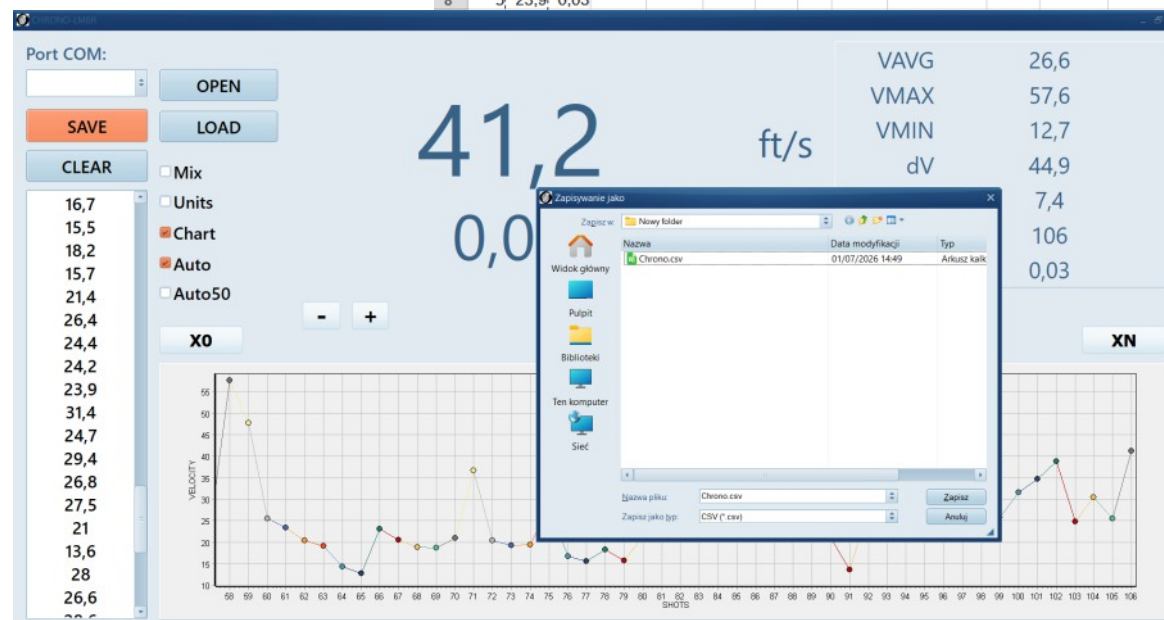 8 5 23,9 0,03
CHRONO-LMBR
Port COM:
OPEN
SAVE
LOAD
CLEAR
Mix
Units
Chart
Auto
Auto50
41,2
ft/s
0,0
VAVG 26,6
VMAX 57,6
VMIN 12,7
dV 44,9
7,4
106
0,03
16,7
15,5
18,2
15,7
21,4
26,4
24,4
24,2
23,9
31,4
24,7
29,4
26,8
27,5
21
13,6
28
26,6
- +
X0
XN
Zapisywanie jako
Zapisz w: Nowy folder
Nazwa Data modyfikacji Typ
Chrono.csv 01/07/2026 14:49 Arkusz kalk
Widok główny
Pulpit
Biblioteki
Ten komputer
Sieć
Nazwa pliku: Chrono.csv Zapisz
Zapisz jako typ: CSV (*.csv) Anuluj
VELOCITY
55
50
45
40
35
30
25
20
15
10
58 59 60 61 62 63 64 65 66 67 68 69 70 71 72 73 74 75 76 77 78 79 80 81 82 83 84 85 86 87 88 89 90 91 92 93 94 95 96 97 98 99 100 101 102 103 104 105 106
SHOTS